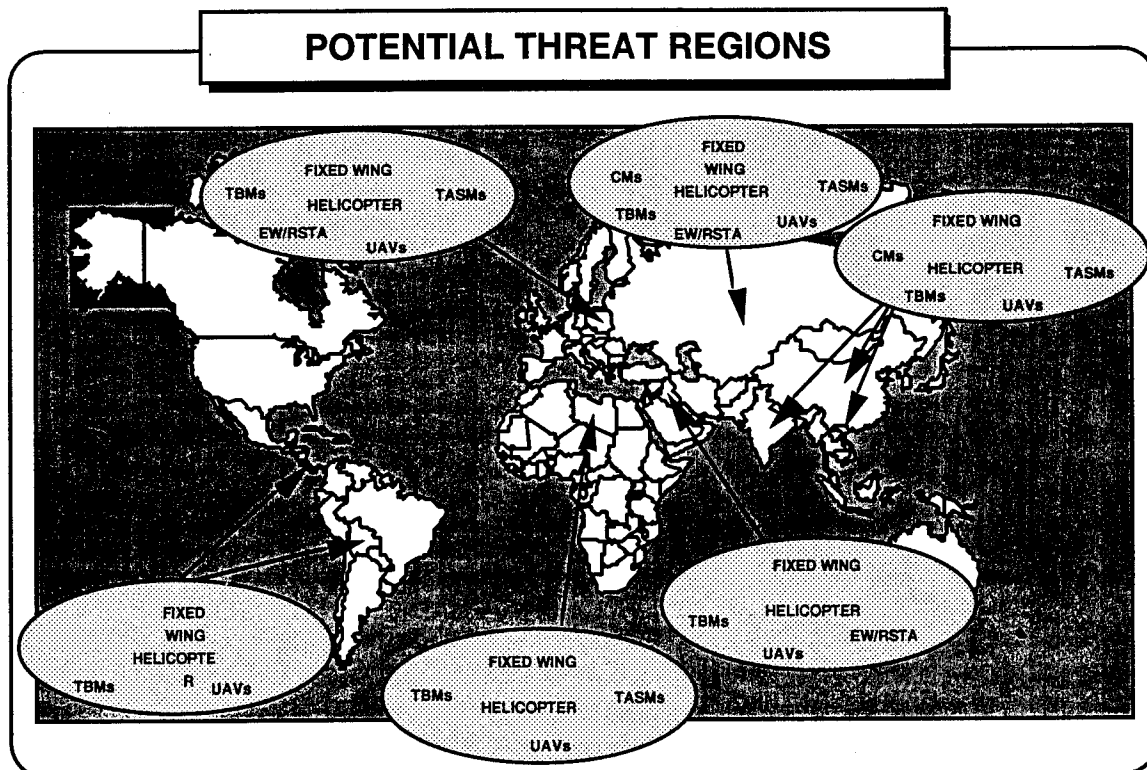 POTENTIAL THREAT REGIONS
FIXED WING
TBMs
TASMs
HELICOPTER
EW/RSTA
UAVs
FIXED
WING
CMs
HELICOPTER
TASMs
TBMs
UAVs
EW/RSTA
FIXED WING
CMs
HELICOPTER
TASMs
TBMs
UAVs
FIXED
WING
HELICOPTE
R
TBMs
UAVs
FIXED WING
TBMs
TASMs
HELICOPTER
UAVs
FIXED WING
HELICOPTER
TBMs
EW/RSTA
UAVs